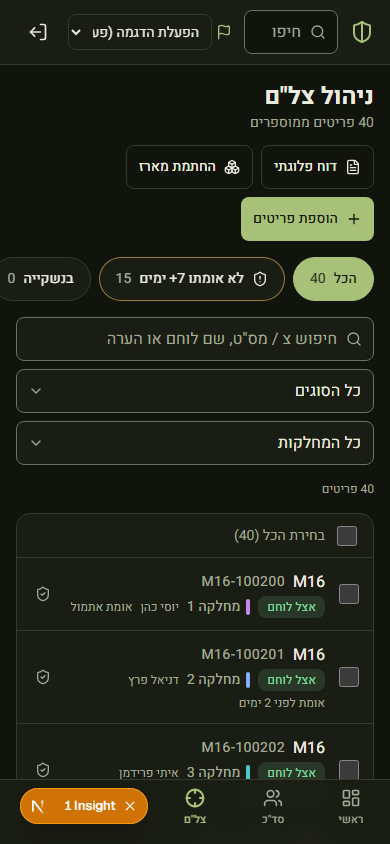 חיפו
הפעלת הדגמה (פע
ניהול צל"ם
40 פריטים ממוספרים
דוח פלוגתי
החתמת מארז
הוספת פריטים
הכל 40
לא אומתו 7+ ימים 15
בנשקייה 0
חיפוש צ / מס"ט, שם לוחם או הערה
כל הסוגים
כל המחלקות
40 פריטים
בחירת הכל (40)
M16 M16-100200
אצל לוחם מחלקה 1 יוסי כהן אומת אתמול
M16 M16-100201
אצל לוחם מחלקה 2 דניאל פרץ
אומת לפני 2 ימים
M16 M16-100202
אצל לוחם מחלקה 3 איתי פרידמן
ראשי
סד"כ
צל"ם
N 1 Insight